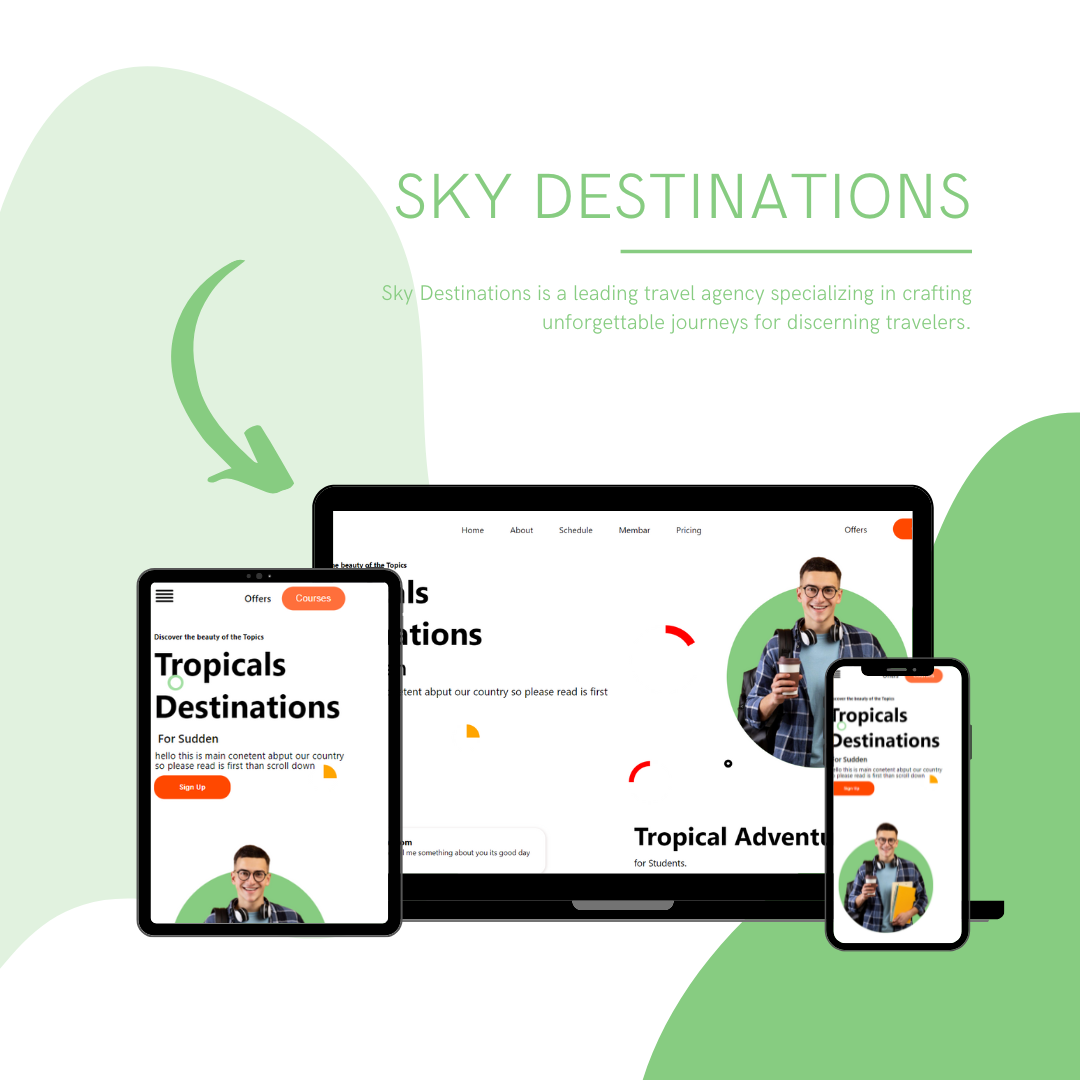 SKY DESTINATIONS
Sky Destinations is a leading travel agency specializing in crafting
unforgettable journeys for discerning travelers.
Home About Schedule Membar Pricing Offers
he beauty of the Topics
als
ations
tent abput our country so please read is first
om
me something about you its good day
Tropical Adventu
for Students.
Offers Courses
Discover the beauty of the Topics
Tropicals
Destinations
For Sudden
hello this is main conetent abput our country
so please read is first than scroll down
Sign Up
Offers
iscover the beauty of the Topics
Tropicals
Destinations
For Sudden
ello this is main conetent abput our country
o please read is first than scroll down
Sign Up